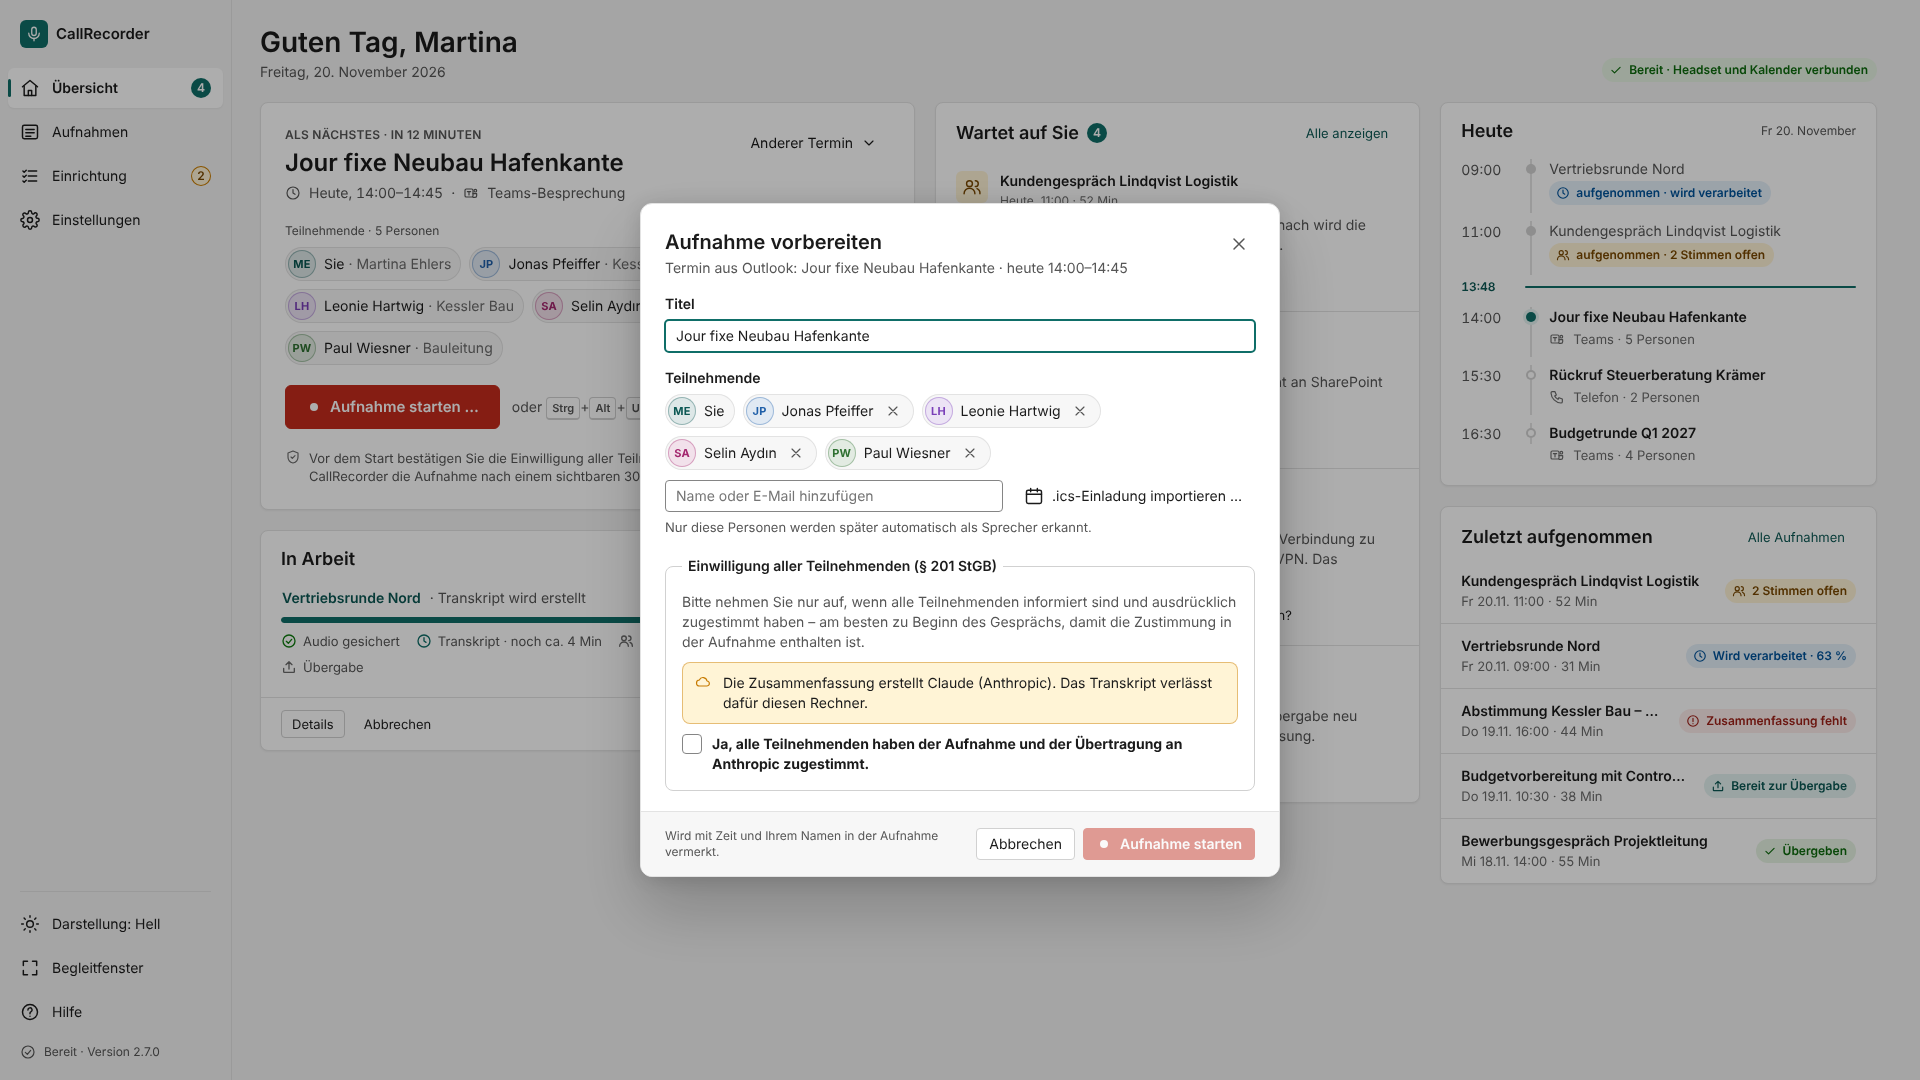 CallRecorder
Übersicht 4
Aufnahmen
Einrichtung 2
Einstellungen
Darstellung: Hell
Begleitfenster
Hilfe
Bereit · Version 2.7.0
Guten Tag, Martina
Freitag, 20. November 2026
Bereit · Headset und Kalender verbunden
ALS NÄCHSTES · IN 12 MINUTEN
Anderer Termin
Jour fixe Neubau Hafenkante
Heute, 14:00–14:45 · Teams-Besprechung
Teilnehmende · 5 Personen
ME Sie · Martina Ehlers JP Jonas Pfeiffer
LH Leonie Hartwig · Kessler Bau SA Selin
PW Paul Wiesner · Bauleitung
Aufnahme starten ... oder Strg + Alt +
Vor dem Start bestätigen Sie die Einwilligung aller
CallRecorder die Aufnahme nach einem sichtbaren
In Arbeit
Vertriebsrunde Nord · Transkript wird erstellt
Audio gesichert Transkript · noch ca. 4 Min
Übergabe
Details Abbrechen
Wartet auf Sie 4 Alle anzeigen
Kundengespräch Lindqvist Logistik
Heute, 11:00 · 52 Min
nach wird die
an SharePoint
Verbindung zu
VPN. Das
neu
Heute Fr 20. November
09:00 Vertriebsrunde Nord
aufgenommen · wird verarbeitet
11:00 Kundengespräch Lindqvist Logistik
aufgenommen · 2 Stimmen offen
13:48
14:00 Jour fixe Neubau Hafenkante
Teams · 5 Personen
15:30 Rückruf Steuerberatung Krämer
Telefon · 2 Personen
16:30 Budgetrunde Q1 2027
Teams · 4 Personen
Zuletzt aufgenommen Alle Aufnahmen
Kundengespräch Lindqvist Logistik 2 Stimmen offen
Fr 20.11. 11:00 · 52 Min
Vertriebsrunde Nord Wird verarbeitet · 63 %
Fr 20.11. 09:00 · 31 Min
Abstimmung Kessler Bau – ... Zusammenfassung fehlt
Do 19.11. 16:00 · 44 Min
Budgetvorbereitung mit Contro... Bereit zur Übergabe
Do 19.11. 10:30 · 38 Min
Bewerbungsgespräch Projektleitung Übergeben
Mi 18.11. 14:00 · 55 Min
Aufnahme vorbereiten
Termin aus Outlook: Jour fixe Neubau Hafenkante · heute 14:00–14:45
Titel
Jour fixe Neubau Hafenkante
Teilnehmende
ME Sie JP Jonas Pfeiffer LH Leonie Hartwig
SA Selin Aydın PW Paul Wiesner
Name oder E-Mail hinzufügen .ics-Einladung importieren ...
Nur diese Personen werden später automatisch als Sprecher erkannt.
Einwilligung aller Teilnehmenden (§ 201 StGB)
Bitte nehmen Sie nur auf, wenn alle Teilnehmenden informiert sind und ausdrücklich
zugestimmt haben – am besten zu Beginn des Gesprächs, damit die Zustimmung in
der Aufnahme enthalten ist.
Die Zusammenfassung erstellt Claude (Anthropic). Das Transkript verlässt
dafür diesen Rechner.
Ja, alle Teilnehmenden haben der Aufnahme und der Übertragung an
Anthropic zugestimmt.
Wird mit Zeit und Ihrem Namen in der Aufnahme
vermerkt.
Abbrechen Aufnahme starten